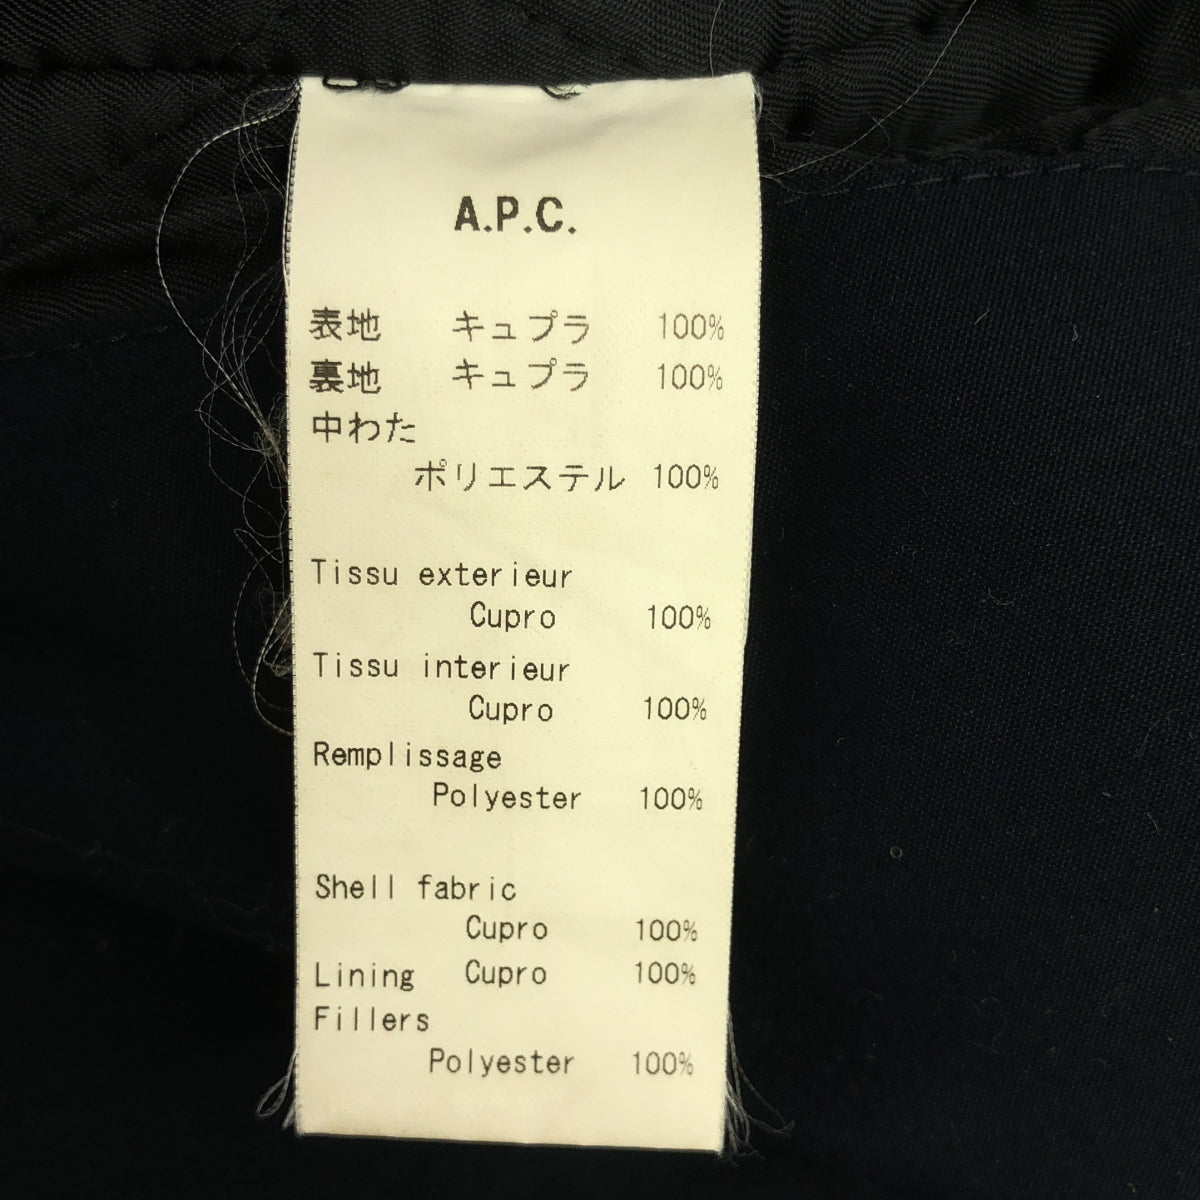 A.P.C.
表地 キュプラ 100%
裏地 キュプラ 100%
中わた
ポリエステル 100%
Tissu exterieur
Cupro 100%
Tissu interieur
Cupro 100%
Remplissage
Polyester 100%
Shell fabric
Cupro 100%
Lining Cupro 100%
Fillers
Polyester 100%